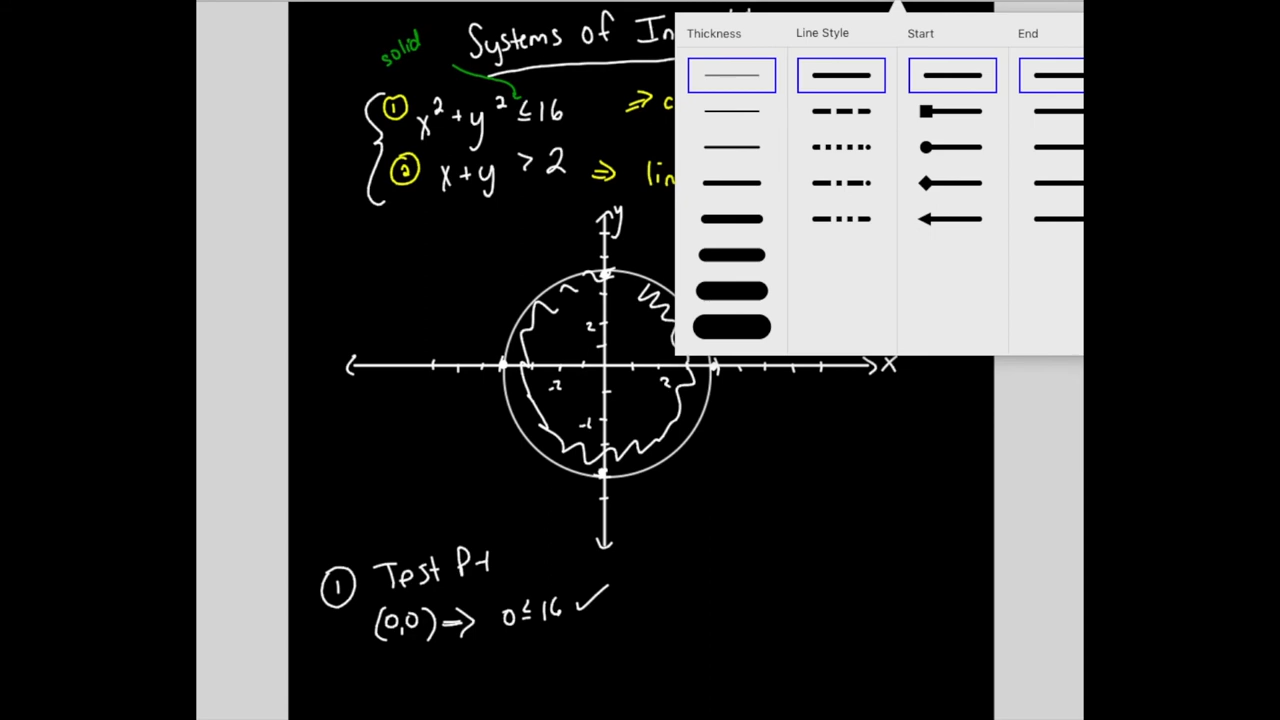 Thickness Line Style Start End
solid
Systems of In
① x² + y² ≤ 16 ⇒ c
② x + y > 2 ⇒ lin
y
2
-2 2 x
① Test Pt
(0,0) ⇒ 0 ≤ 16 ✓